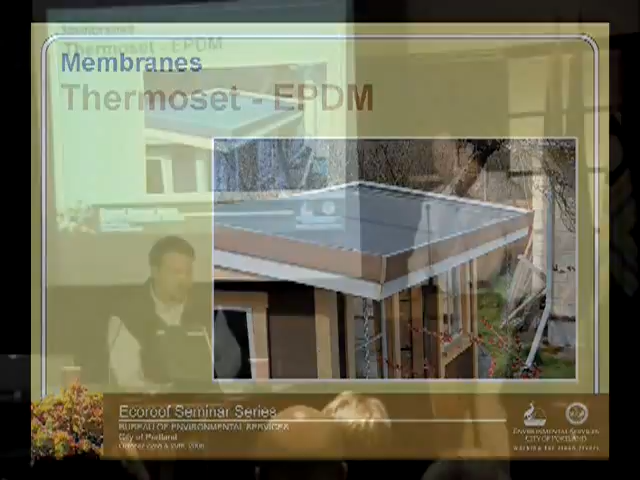 Membranes
Thermoset - EPDM
Membranes
Thermoset - EPDM
Ecoroof Seminar Series
BUREAU OF ENVIRONMENTAL SERVICES
City of Portland
ENVIRONMENTAL SERVICES
CITY OF PORTLAND